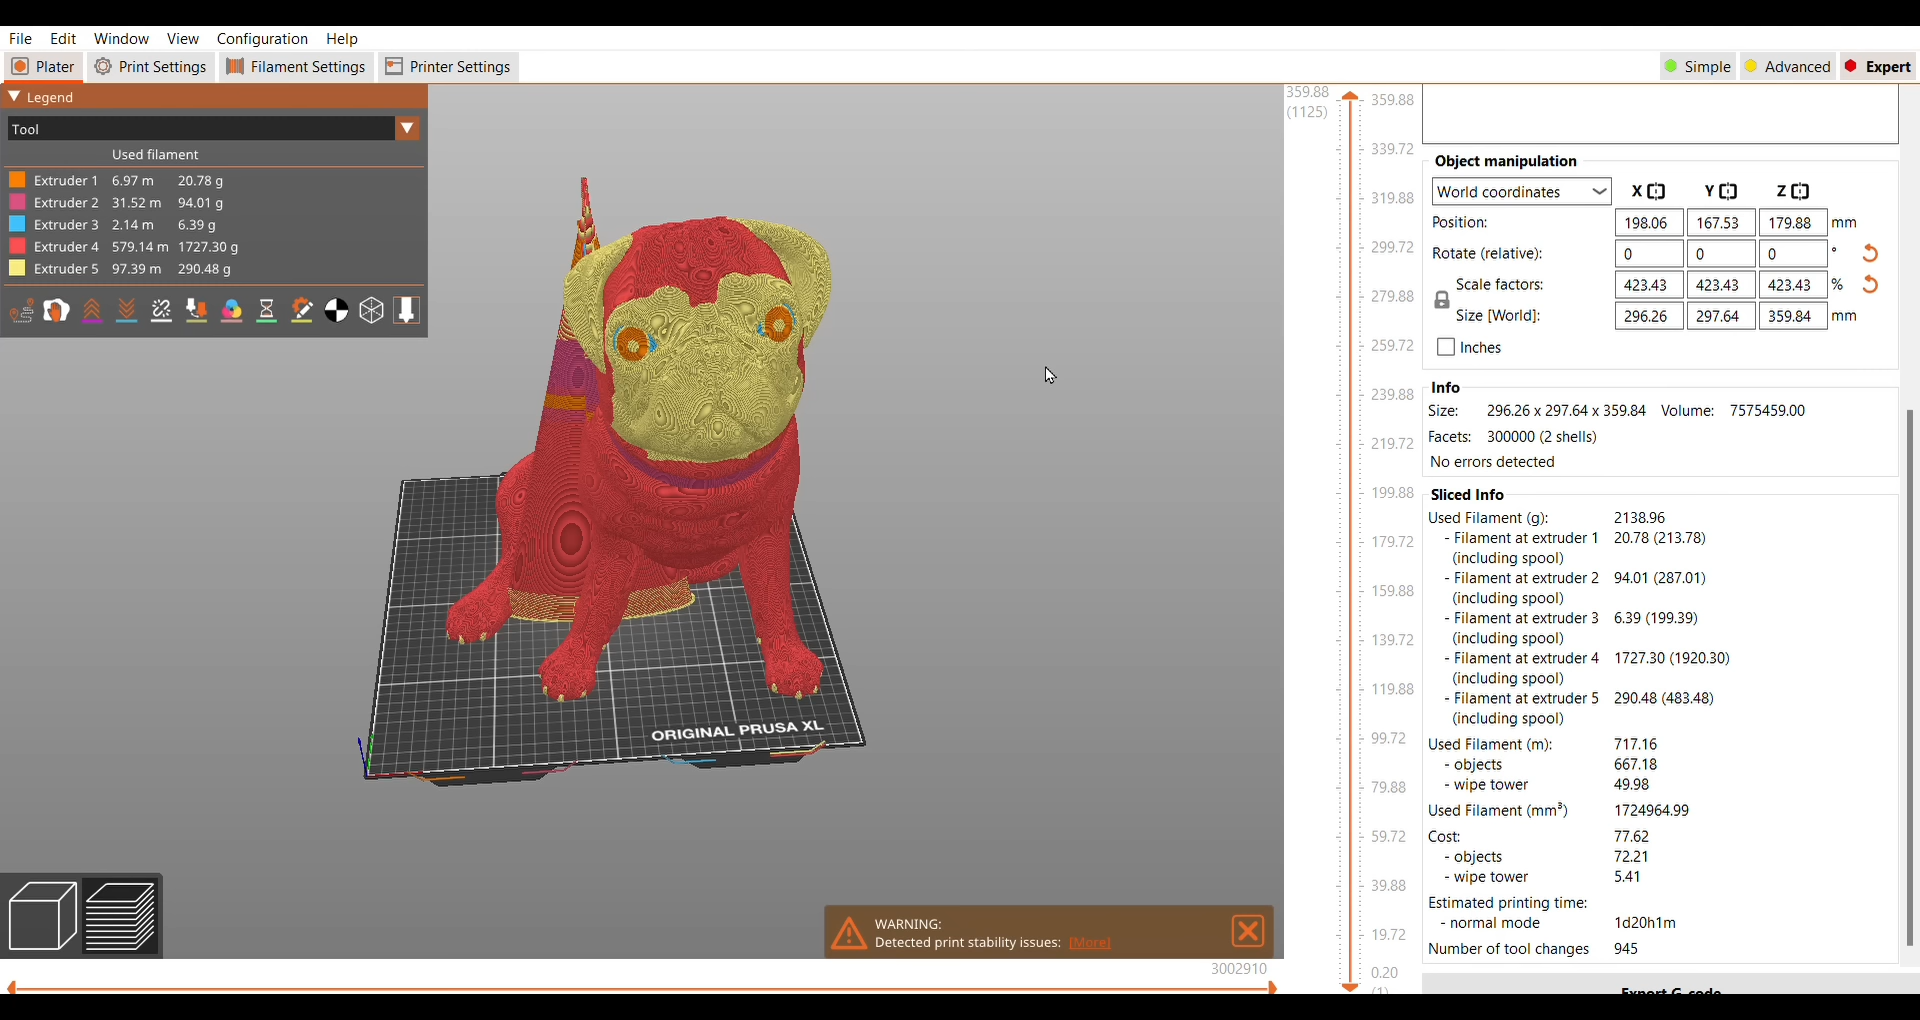 File Edit Window View Configuration Help
Plater Print Settings Filament Settings Printer Settings Simple Advanced Expert
Legend
Tool
Used filament
Extruder 1 6.97 m 20.78 g
Extruder 2 31.52 m 94.01 g
Extruder 3 2.14 m 6.39 g
Extruder 4 579.14 m 1727.30 g
Extruder 5 97.39 m 290.48 g
ORIGINAL PRUSA XL
WARNING:
Detected print stability issues: [More]
3002910
359.88
(1125)
359.88
339.72
319.88
299.72
279.88
259.72
239.88
219.72
199.88
179.72
159.88
139.72
119.88
99.72
79.88
59.72
39.88
19.72
0.20
(1)
Object manipulation
World coordinates X Y Z
Position: 198.06 167.53 179.88 mm
Rotate (relative): 0 0 0 °
Scale factors: 423.43 423.43 423.43 %
Size [World]: 296.26 297.64 359.84 mm
Inches
Info
Size: 296.26 x 297.64 x 359.84 Volume: 7575459.00
Facets: 300000 (2 shells)
No errors detected
Sliced Info
Used Filament (g): 2138.96
- Filament at extruder 1 20.78 (213.78)
(including spool)
- Filament at extruder 2 94.01 (287.01)
(including spool)
- Filament at extruder 3 6.39 (199.39)
(including spool)
- Filament at extruder 4 1727.30 (1920.30)
(including spool)
- Filament at extruder 5 290.48 (483.48)
(including spool)
Used Filament (m): 717.16
- objects 667.18
- wipe tower 49.98
Used Filament (mm³) 1724964.99
Cost: 77.62
- objects 72.21
- wipe tower 5.41
Estimated printing time:
- normal mode 1d20h1m
Number of tool changes 945
Export G-code